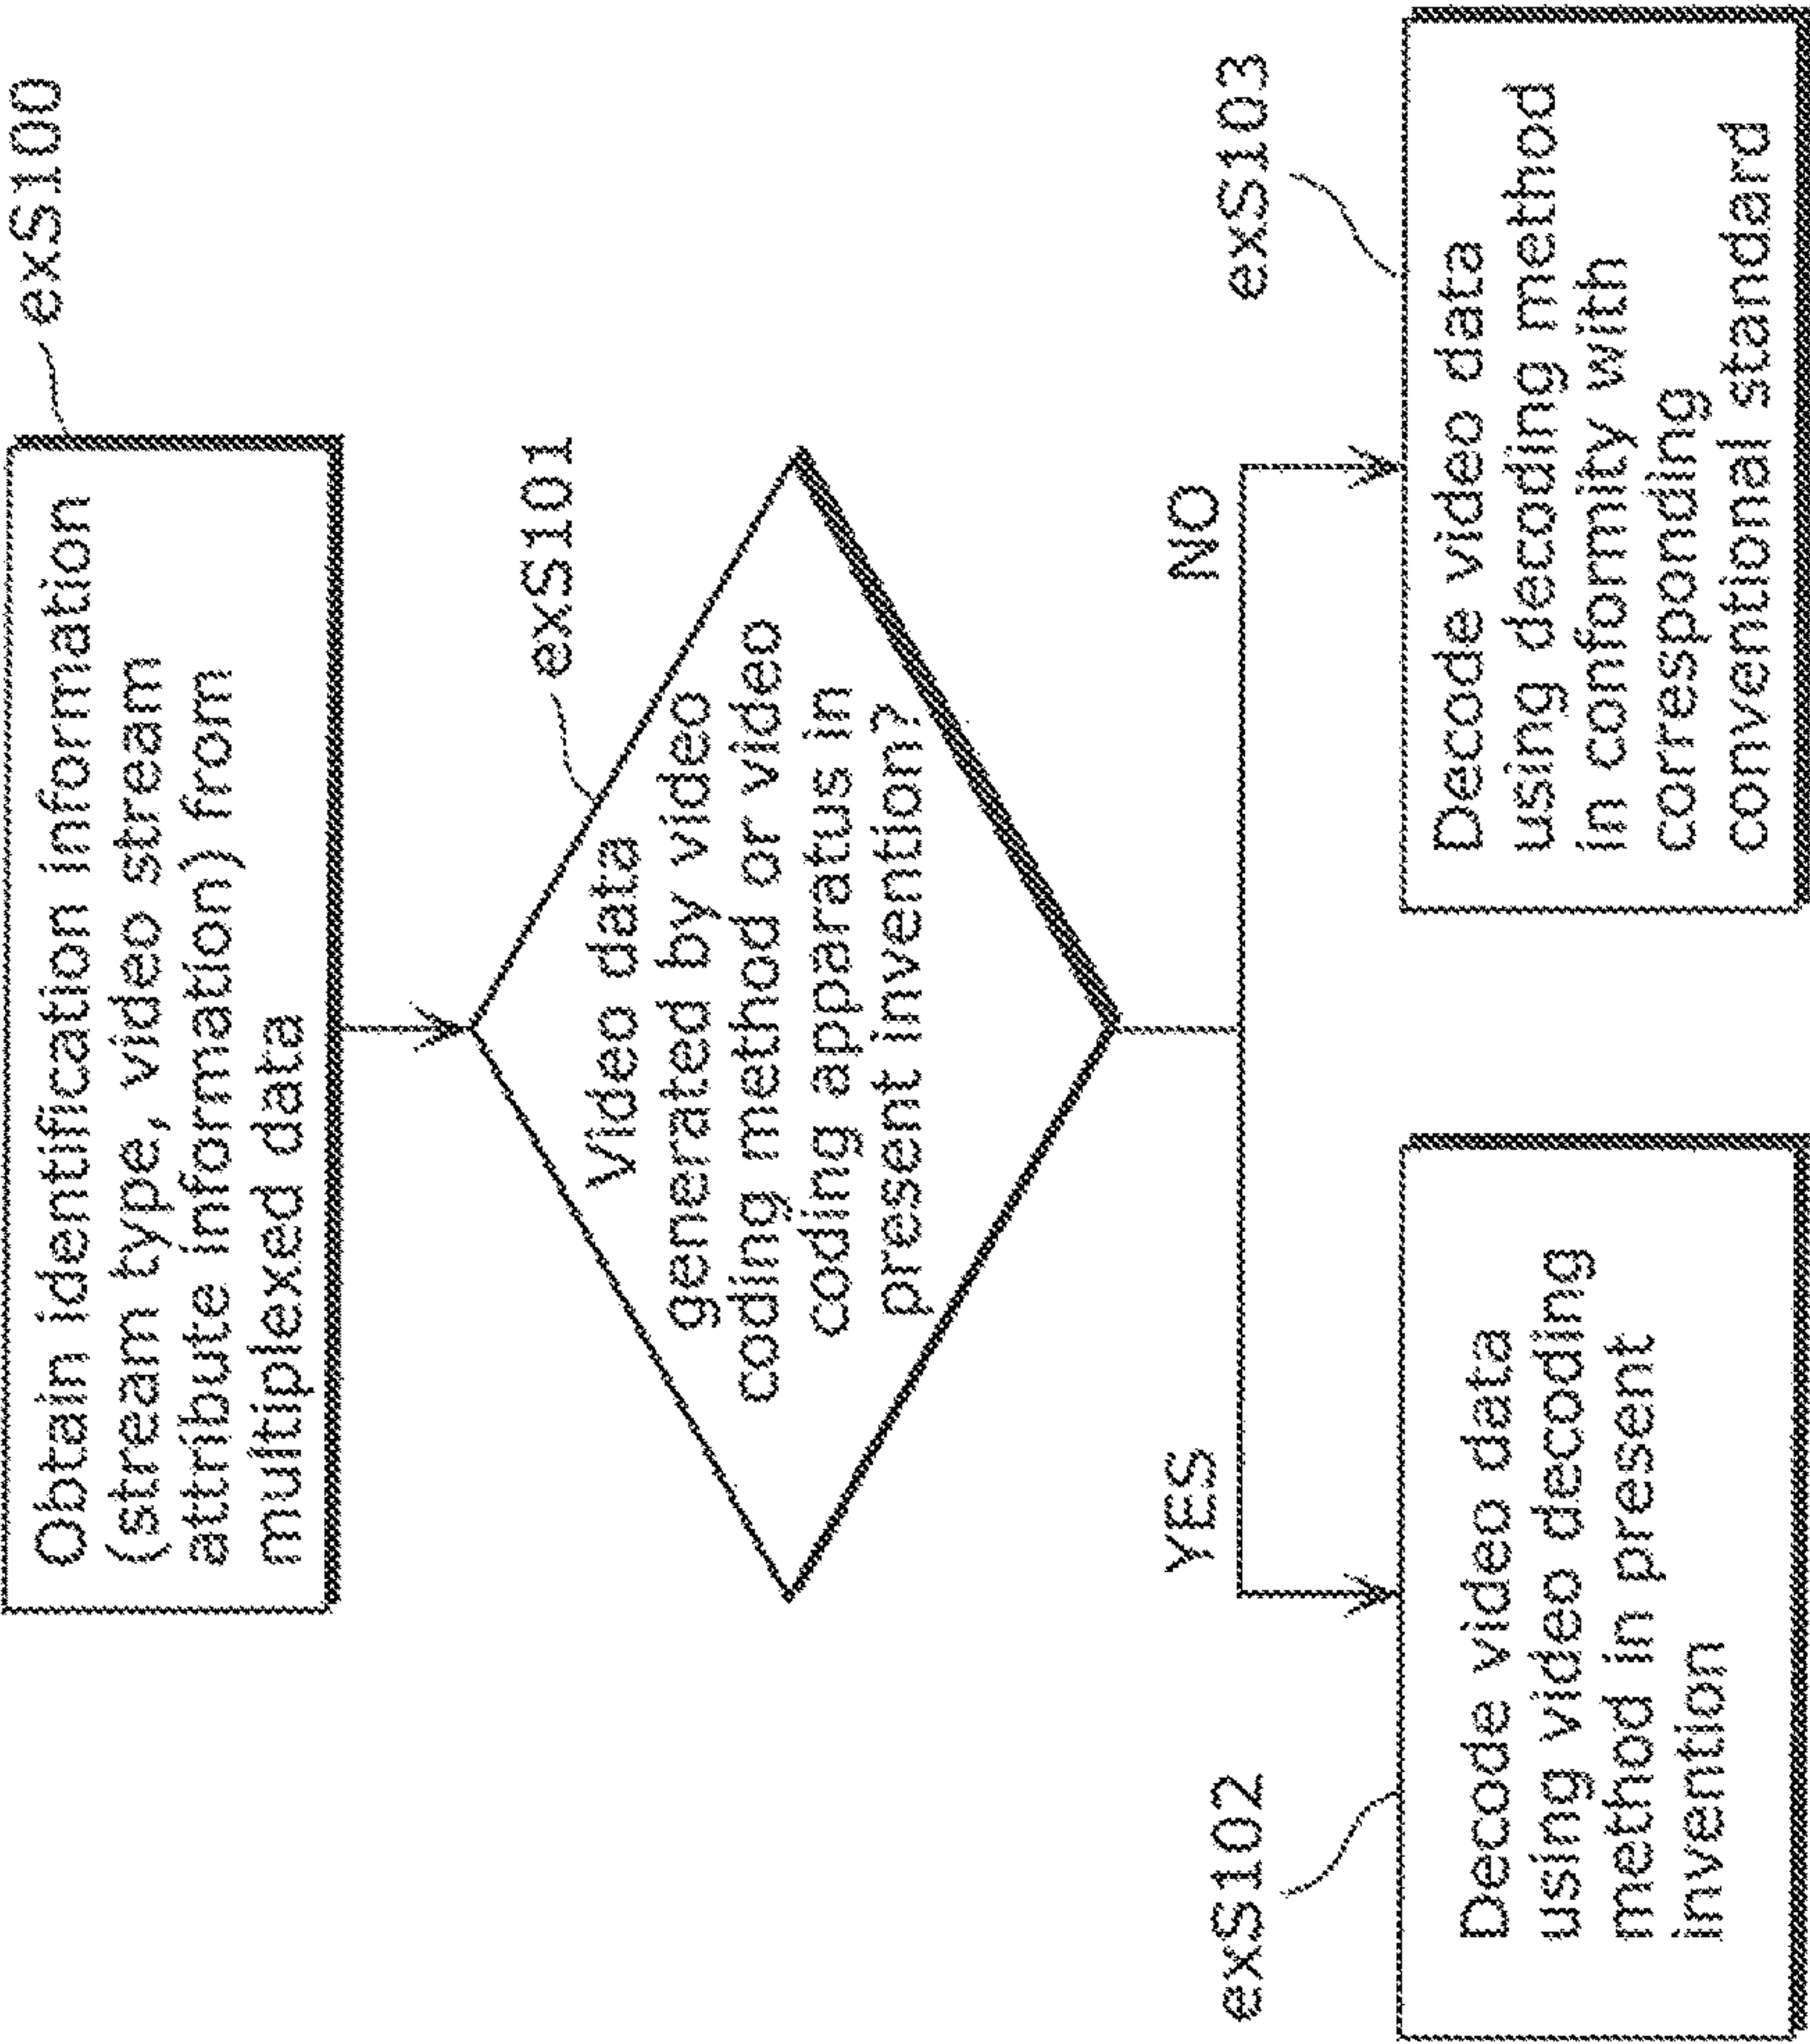 exS100
Obtain identification information
(stream type, video stream
attribute information) from
multiplexed data
exS101
Video data
generated by video
coding method or video
coding apparatus in
present invention?
YES
NO
exS102
Decode video data
using video decoding
method in present
invention
exS103
Decode video data
using decoding method
in conformity with
corresponding
conventional standard